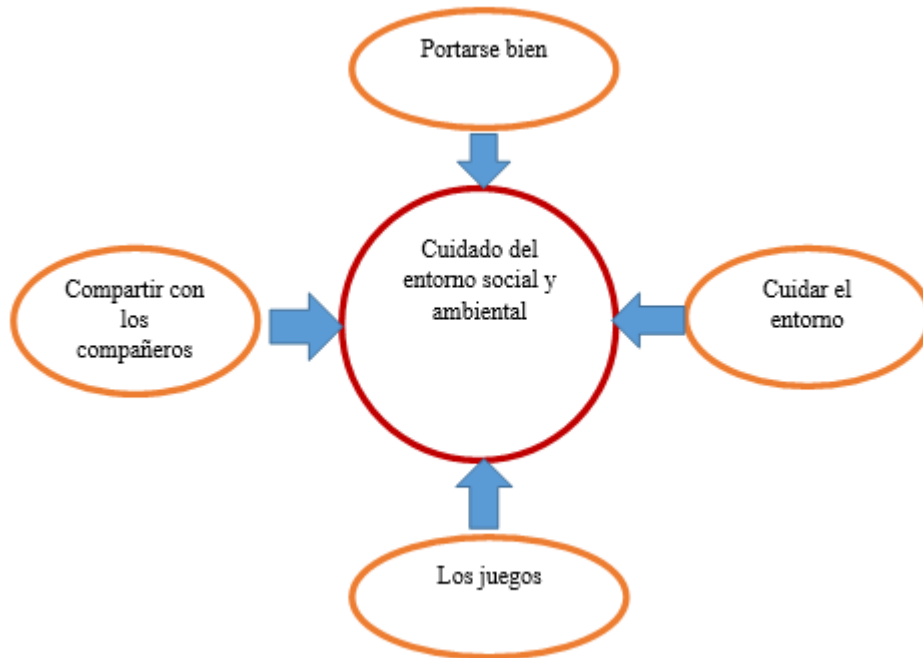 Portarse bien
Cuidado del
entorno social y
ambiental
Compartir con
los
compañeros
Cuidar el
entorno
Los juegos